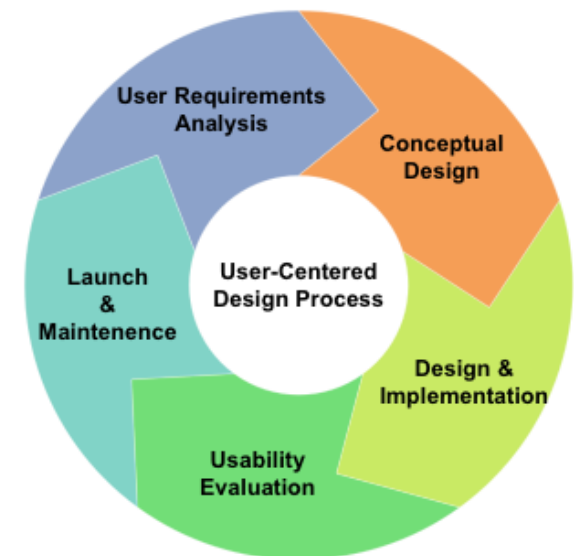 User Requirements
Analysis
Conceptual
Design
User-Centered
Design Process
Launch
&
Maintenence
Design &
Implementation
Usability
Evaluation